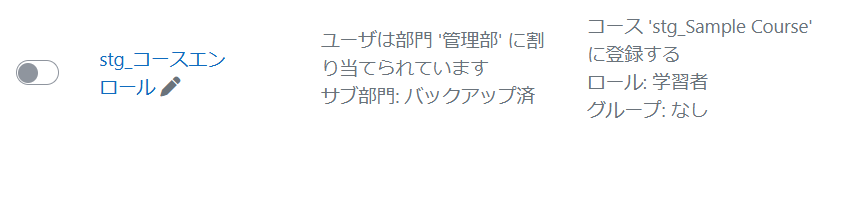 stg_コースエン
ロール
ユーザは部門 '管理部' に割
り当てられています
サブ部門: バックアップ済
コース 'stg_Sample Course'
に登録する
ロール: 学習者
グループ: なし